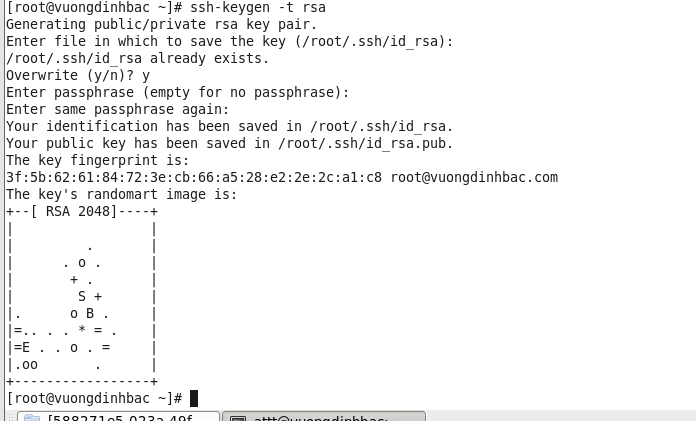 [root@vuongdinhbac ~]# ssh-keygen -t rsa
Generating public/private rsa key pair.
Enter file in which to save the key (/root/.ssh/id_rsa):
/root/.ssh/id_rsa already exists.
Overwrite (y/n)? y
Enter passphrase (empty for no passphrase):
Enter same passphrase again:
Your identification has been saved in /root/.ssh/id_rsa.
Your public key has been saved in /root/.ssh/id_rsa.pub.
The key fingerprint is:
3f:5b:62:61:84:72:3e:cb:66:a5:28:e2:2e:2c:a1:c8 root@vuongdinhbac.com
The key's randomart image is:
+--[ RSA 2048]----+
|                 |
|         .       |
|      . o .      |
|       + .       |
|        S +      |
|.      o B .     |
|=.. . . * = .    |
|=E . . o . =     |
|.oo       .      |
+-----------------+
[root@vuongdinhbac ~]#
[588271e5-023a-49f... attt@vuongdinhbac: